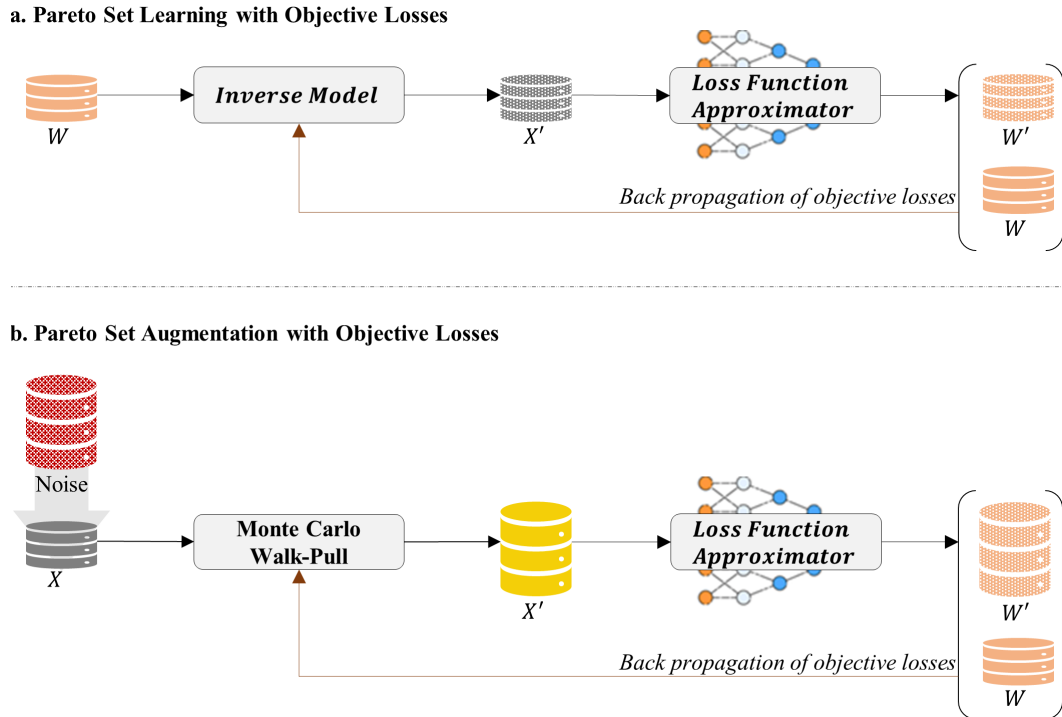 a. Pareto Set Learning with Objective Losses
W
Inverse Model
X'
Loss Function
Approximator
W'
Back propagation of objective losses
W
b. Pareto Set Augmentation with Objective Losses
Noise
X
Monte Carlo
Walk-Pull
X'
Loss Function
Approximator
W'
Back propagation of objective losses
W